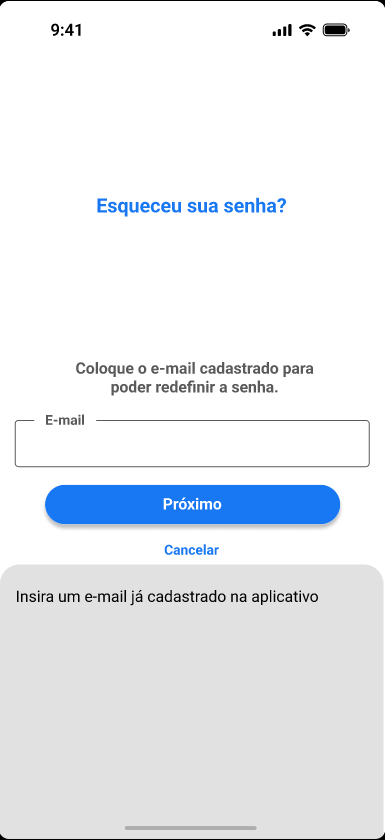 9:41
Esqueceu sua senha?
Coloque o e-mail cadastrado para
poder redefinir a senha.
E-mail
Próximo
Cancelar
Insira um e-mail já cadastrado na aplicativo